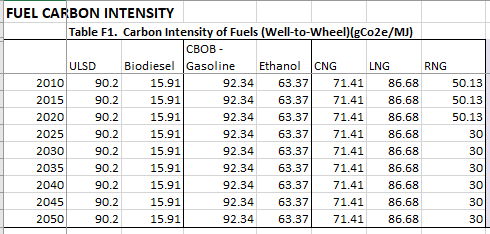 FUEL CARBON INTENSITY
Table F1. Carbon Intensity of Fuels (Well-to-Wheel)(gCo2e/MJ)
ULSD Biodiesel CBOB - Gasoline Ethanol CNG LNG RNG
2010 90.2 15.91 92.34 63.37 71.41 86.68 50.13
2015 90.2 15.91 92.34 63.37 71.41 86.68 50.13
2020 90.2 15.91 92.34 63.37 71.41 86.68 50.13
2025 90.2 15.91 92.34 63.37 71.41 86.68 30
2030 90.2 15.91 92.34 63.37 71.41 86.68 30
2035 90.2 15.91 92.34 63.37 71.41 86.68 30
2040 90.2 15.91 92.34 63.37 71.41 86.68 30
2045 90.2 15.91 92.34 63.37 71.41 86.68 30
2050 90.2 15.91 92.34 63.37 71.41 86.68 30